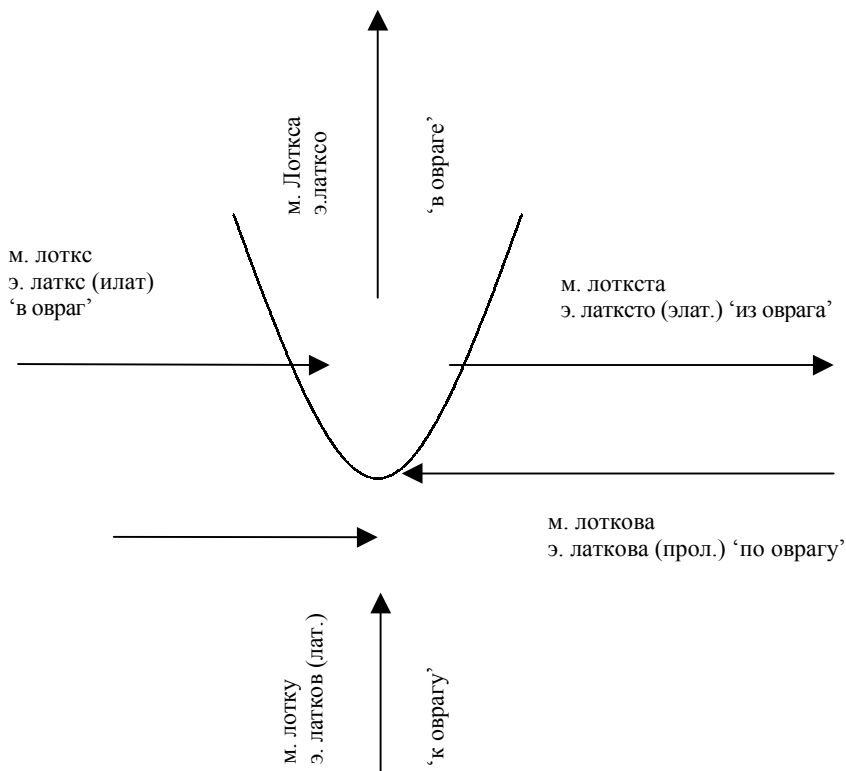 м. Лоткса
э.латксо
‘в овраге’
м. лоткс
э. латкс (илат)
‘в овраг’
м. лоткста
э. латксто (элат.) ‘из оврага’
м. лоткова
э. латкова (прол.) ‘по оврагу’
м. лотку
э. латков (лат.)
‘к оврагу’